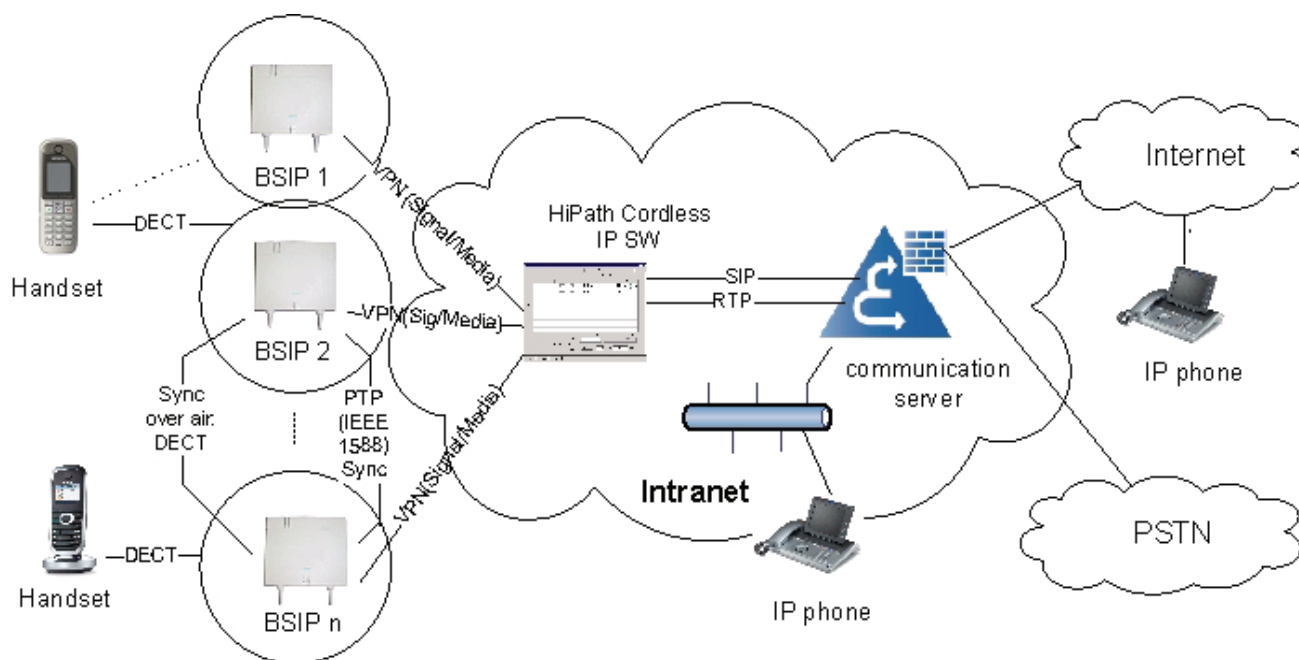 BSIP 1
DECT
Handset
BSIP 2
Sync
over air.
DECT
PTP
(IEEE
1588)
Sync
DECT
Handset
BSIP n
VPN (Signal/Media)
VPN(Sig/Media)
VPN(Signal/Media)
HiPath Cordless
IP SW
SIP
RTP
communication
server
Intranet
IP phone
Internet
IP phone
PSTN